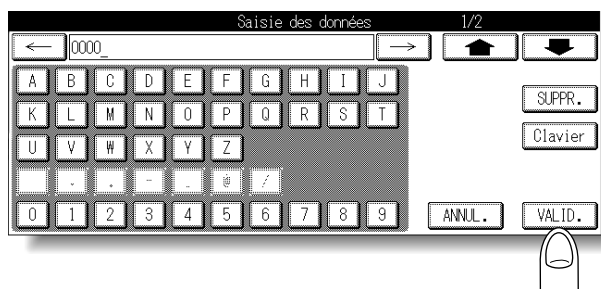 Saisie des données 1/2
← 0000_ →
A B C D E F G H I J
SUPPR.
K L M N O P Q R S T
Clavier
U V W X Y Z
. - _ @ /
0 1 2 3 4 5 6 7 8 9 ANNUL. VALID.